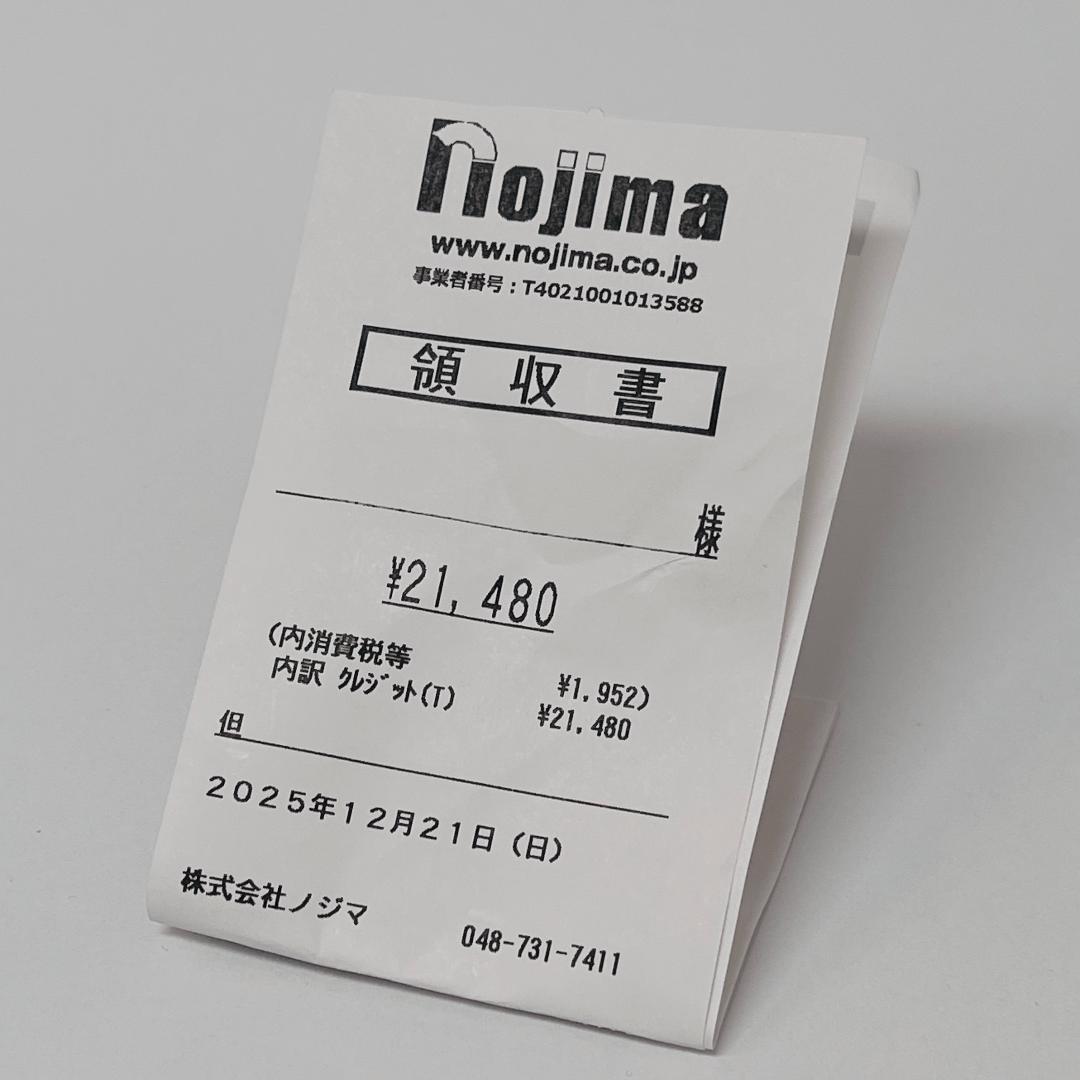 nojima
www.nojima.co.jp
事業者番号：T4021001013588
領 収 書
様
¥21,480
(内消費税等 ¥1,952)
内訳 ｸﾚｼﾞｯﾄ(T) ¥21,480
但
２０２５年１２月２１日（日）
株式会社ノジマ
048-731-7411